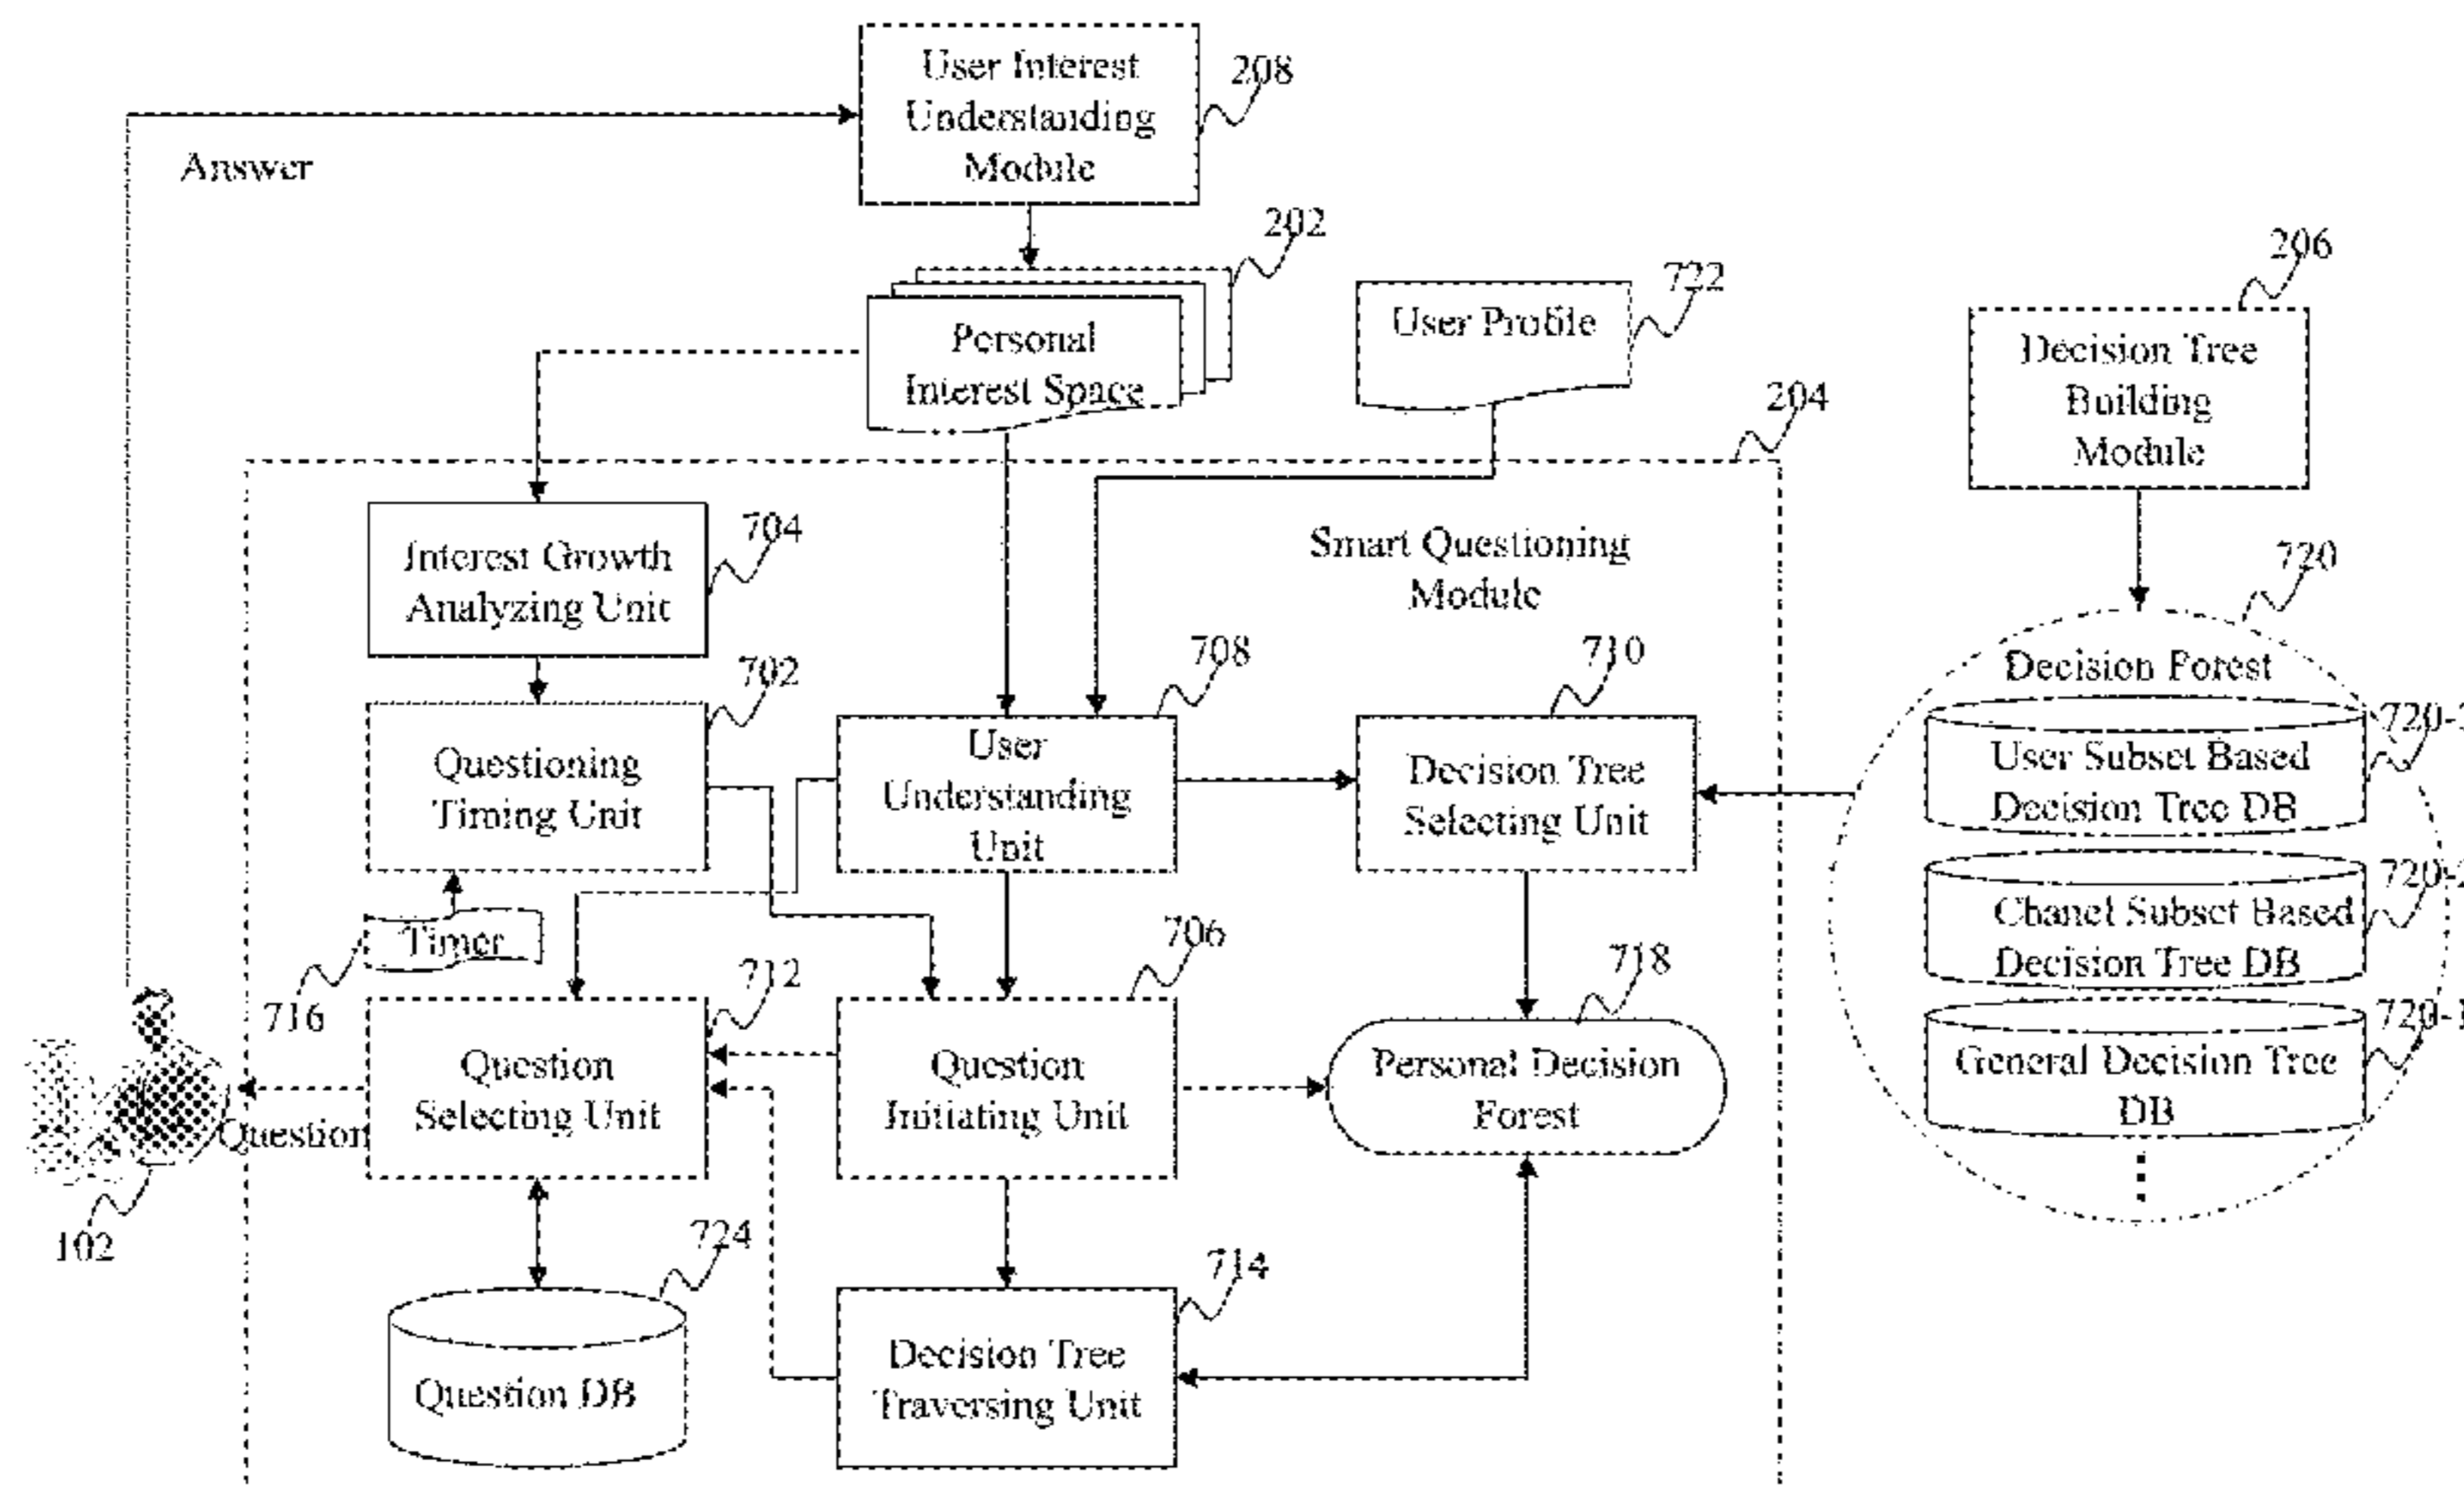 User Interest
Understanding
Module
208
Answer
202
Personal
Interest Space
User Profile
722
206
Decision Tree
Building
Module
204
Interest Growth
Analyzing Unit
704
Smart Questioning
Module
720
Decision Forest
702
Questioning
Timing Unit
708
User
Understanding
Unit
710
Decision Tree
Selecting Unit
User Subset Based
Decision Tree DB
Chanel Subset Based
Decision Tree DB
720-1
General Decision Tree
DB
Timer
716
712
Question
Selecting Unit
706
Question
Initiating Unit
718
Personal Decision
Forest
Question
102
724
Question DB
714
Decision Tree
Traversing Unit